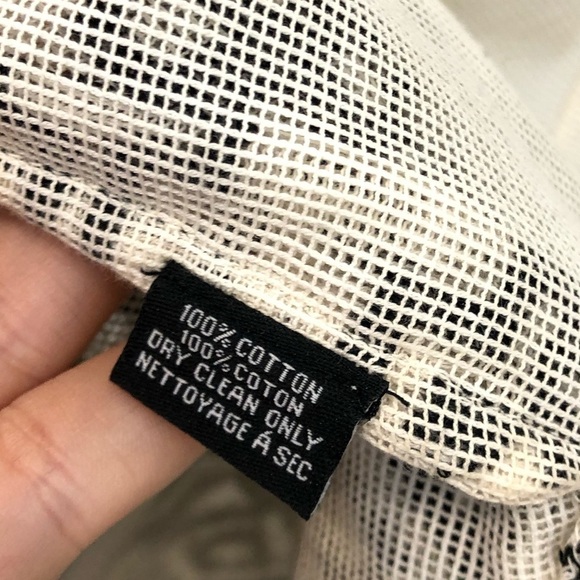 100% COTTON
100% COTON
DRY CLEAN ONLY
NETTOYAGE Á SEC